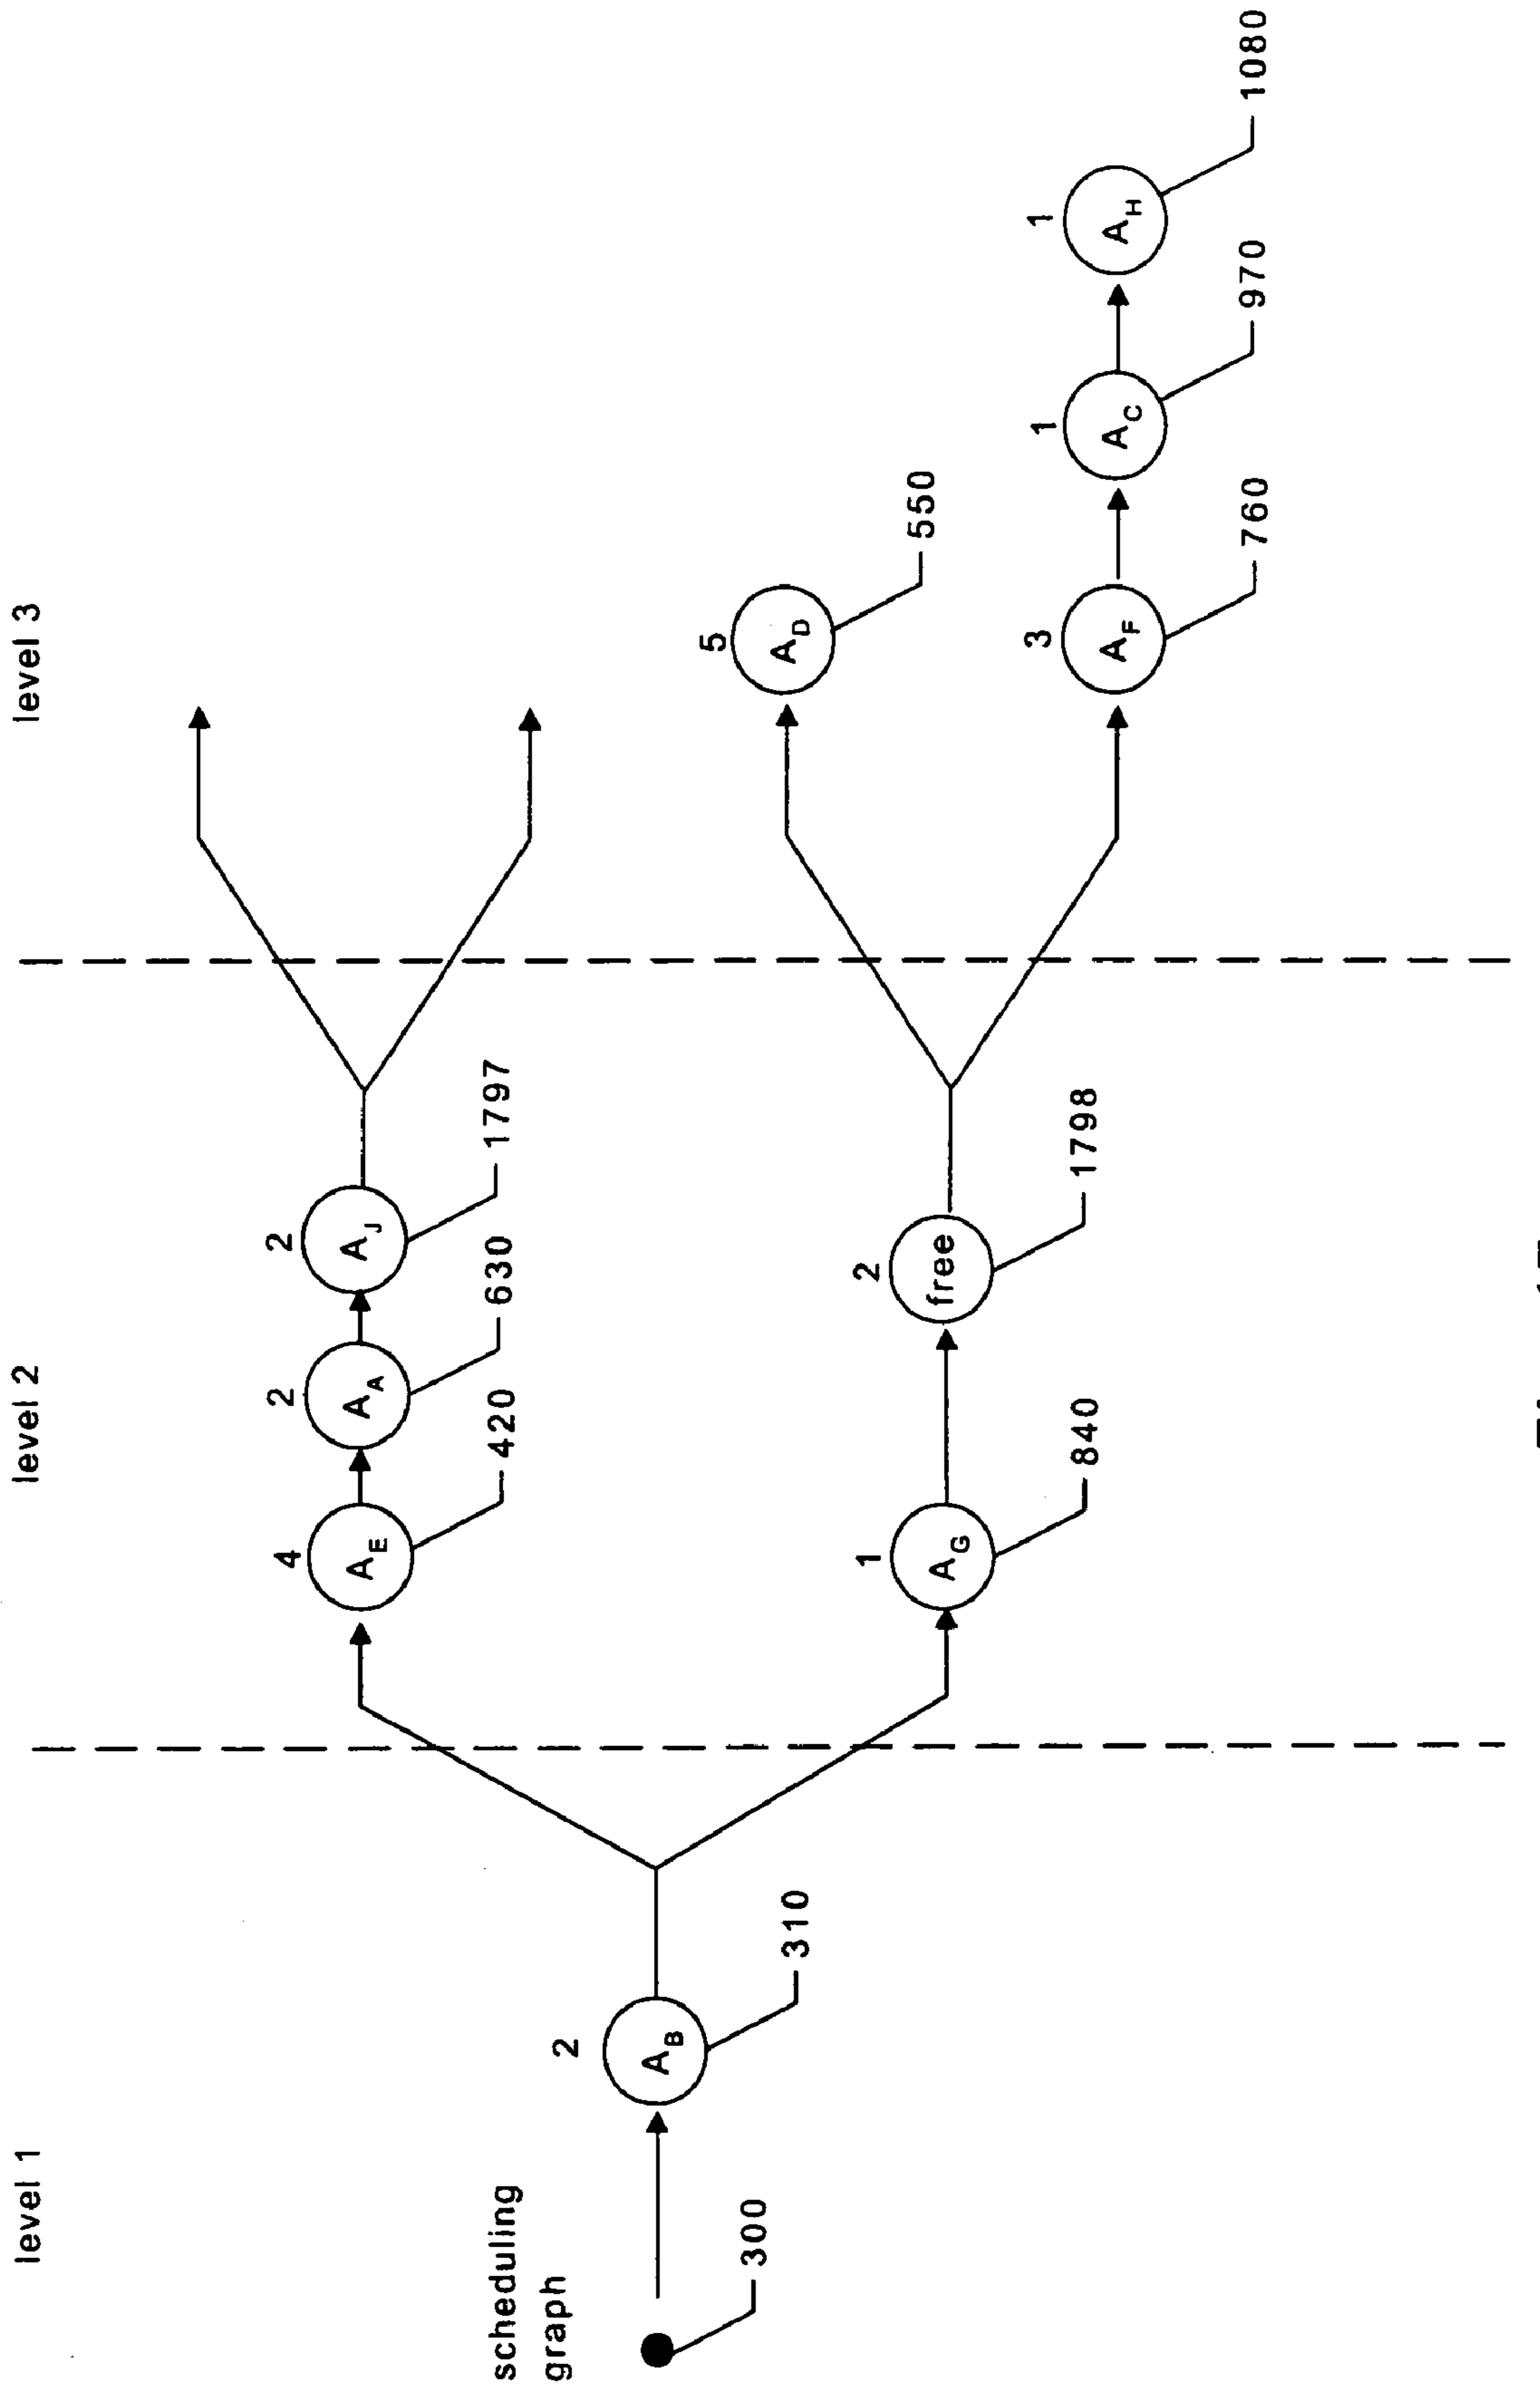 level 1
level 2
level 3
scheduling
graph
300
2
A_B
310
4
A_E
420
2
A_A
630
2
A_J
1797
1
A_G
840
2
free
1798
5
A_D
550
3
A_F
760
1
A_C
970
1
A_H
1080